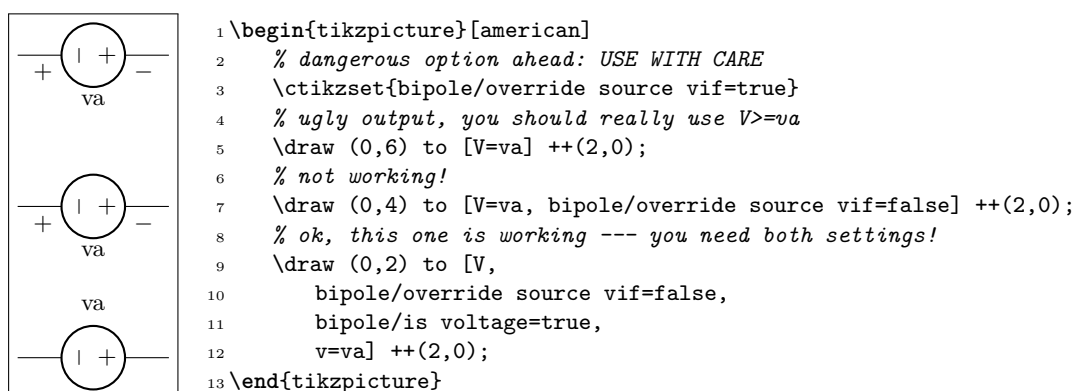 + −
va
+ −
+ −
va
+ −
va
+ −
1 \begin{tikzpicture}[american]
2 % dangerous option ahead: USE WITH CARE
3 \ctikzset{bipole/override source vif=true}
4 % ugly output, you should really use V>=va
5 \draw (0,6) to [V=va] ++(2,0);
6 % not working!
7 \draw (0,4) to [V=va, bipole/override source vif=false] ++(2,0);
8 % ok, this one is working --- you need both settings!
9 \draw (0,2) to [V,
10 bipole/override source vif=false,
11 bipole/is voltage=true,
12 v=va] ++(2,0);
13 \end{tikzpicture}